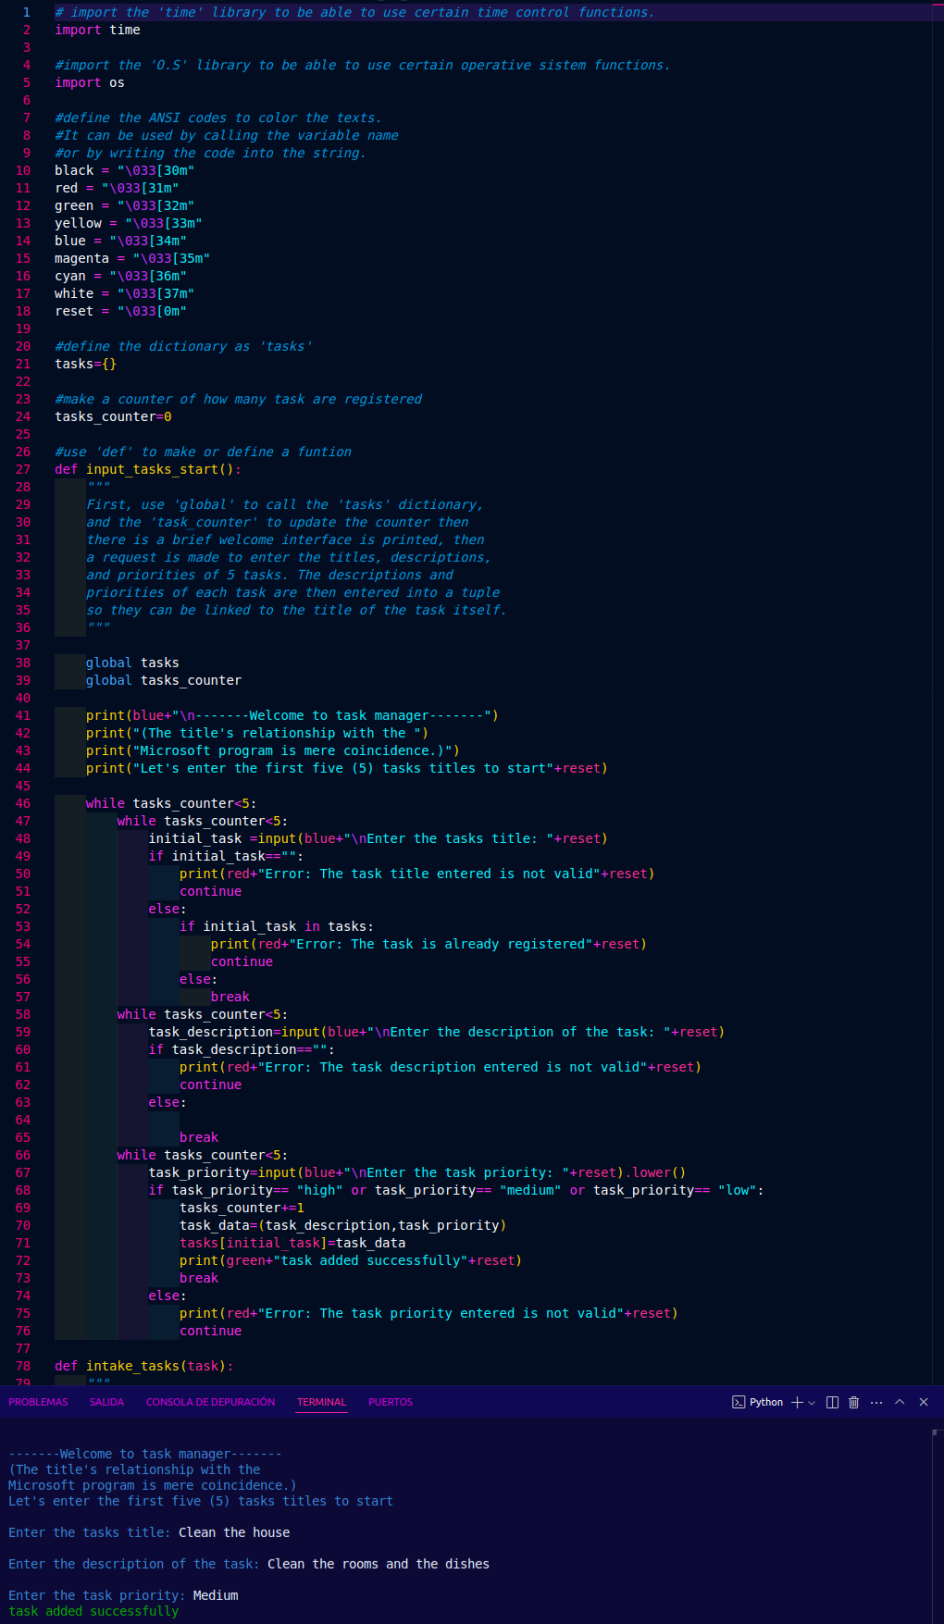 1 # import the 'time' library to be able to use certain time control functions.
2 import time
3
4 #import the 'O.S' library to be able to use certain operative sistem functions.
5 import os
6
7 #define the ANSI codes to color the texts.
8 #It can be used by calling the variable name
9 #or by writing the code into the string.
10 black = "\033[30m"
11 red = "\033[31m"
12 green = "\033[32m"
13 yellow = "\033[33m"
14 blue = "\033[34m"
15 magenta = "\033[35m"
16 cyan = "\033[36m"
17 white = "\033[37m"
18 reset = "\033[0m"
19
20 #define the dictionary as 'tasks'
21 tasks={}
22
23 #make a counter of how many task are registered
24 tasks_counter=0
25
26 #use 'def' to make or define a funtion
27 def input_tasks_start():
28     """
29     First, use 'global' to call the 'tasks' dictionary,
30     and the 'task_counter' to update the counter then
31     there is a brief welcome interface is printed, then
32     a request is made to enter the titles, descriptions,
33     and priorities of 5 tasks. The descriptions and
34     priorities of each task are then entered into a tuple
35     so they can be linked to the title of the task itself.
36     """
37
38     global tasks
39     global tasks_counter
40
41     print(blue+"\n-------Welcome to task manager-------")
42     print("(The title's relationship with the ")
43     print("Microsoft program is mere coincidence.)")
44     print("Let's enter the first five (5) tasks titles to start"+reset)
45
46     while tasks_counter<5:
47         while tasks_counter<5:
48             initial_task =input(blue+"\nEnter the tasks title: "+reset)
49             if initial_task=="":
50                 print(red+"Error: The task title entered is not valid"+reset)
51                 continue
52             else:
53                 if initial_task in tasks:
54                     print(red+"Error: The task is already registered"+reset)
55                     continue
56                 else:
57                     break
58         while tasks_counter<5:
59             task_description=input(blue+"\nEnter the description of the task: "+reset)
60             if task_description=="":
61                 print(red+"Error: The task description entered is not valid"+reset)
62                 continue
63             else:
64
65                 break
66         while tasks_counter<5:
67             task_priority=input(blue+"\nEnter the task priority: "+reset).lower()
68             if task_priority== "high" or task_priority== "medium" or task_priority== "low":
69                 tasks_counter+=1
70                 task_data=(task_description,task_priority)
71                 tasks[initial_task]=task_data
72                 print(green+"task added successfully"+reset)
73                 break
74             else:
75                 print(red+"Error: The task priority entered is not valid"+reset)
76                 continue
77
78 def intake_tasks(task):
79     """
PROBLEMAS SALIDA CONSOLA DE DEPURACIÓN TERMINAL PUERTOS Python
-------Welcome to task manager-------
(The title's relationship with the
Microsoft program is mere coincidence.)
Let's enter the first five (5) tasks titles to start
Enter the tasks title: Clean the house
Enter the description of the task: Clean the rooms and the dishes
Enter the task priority: Medium
task added successfully